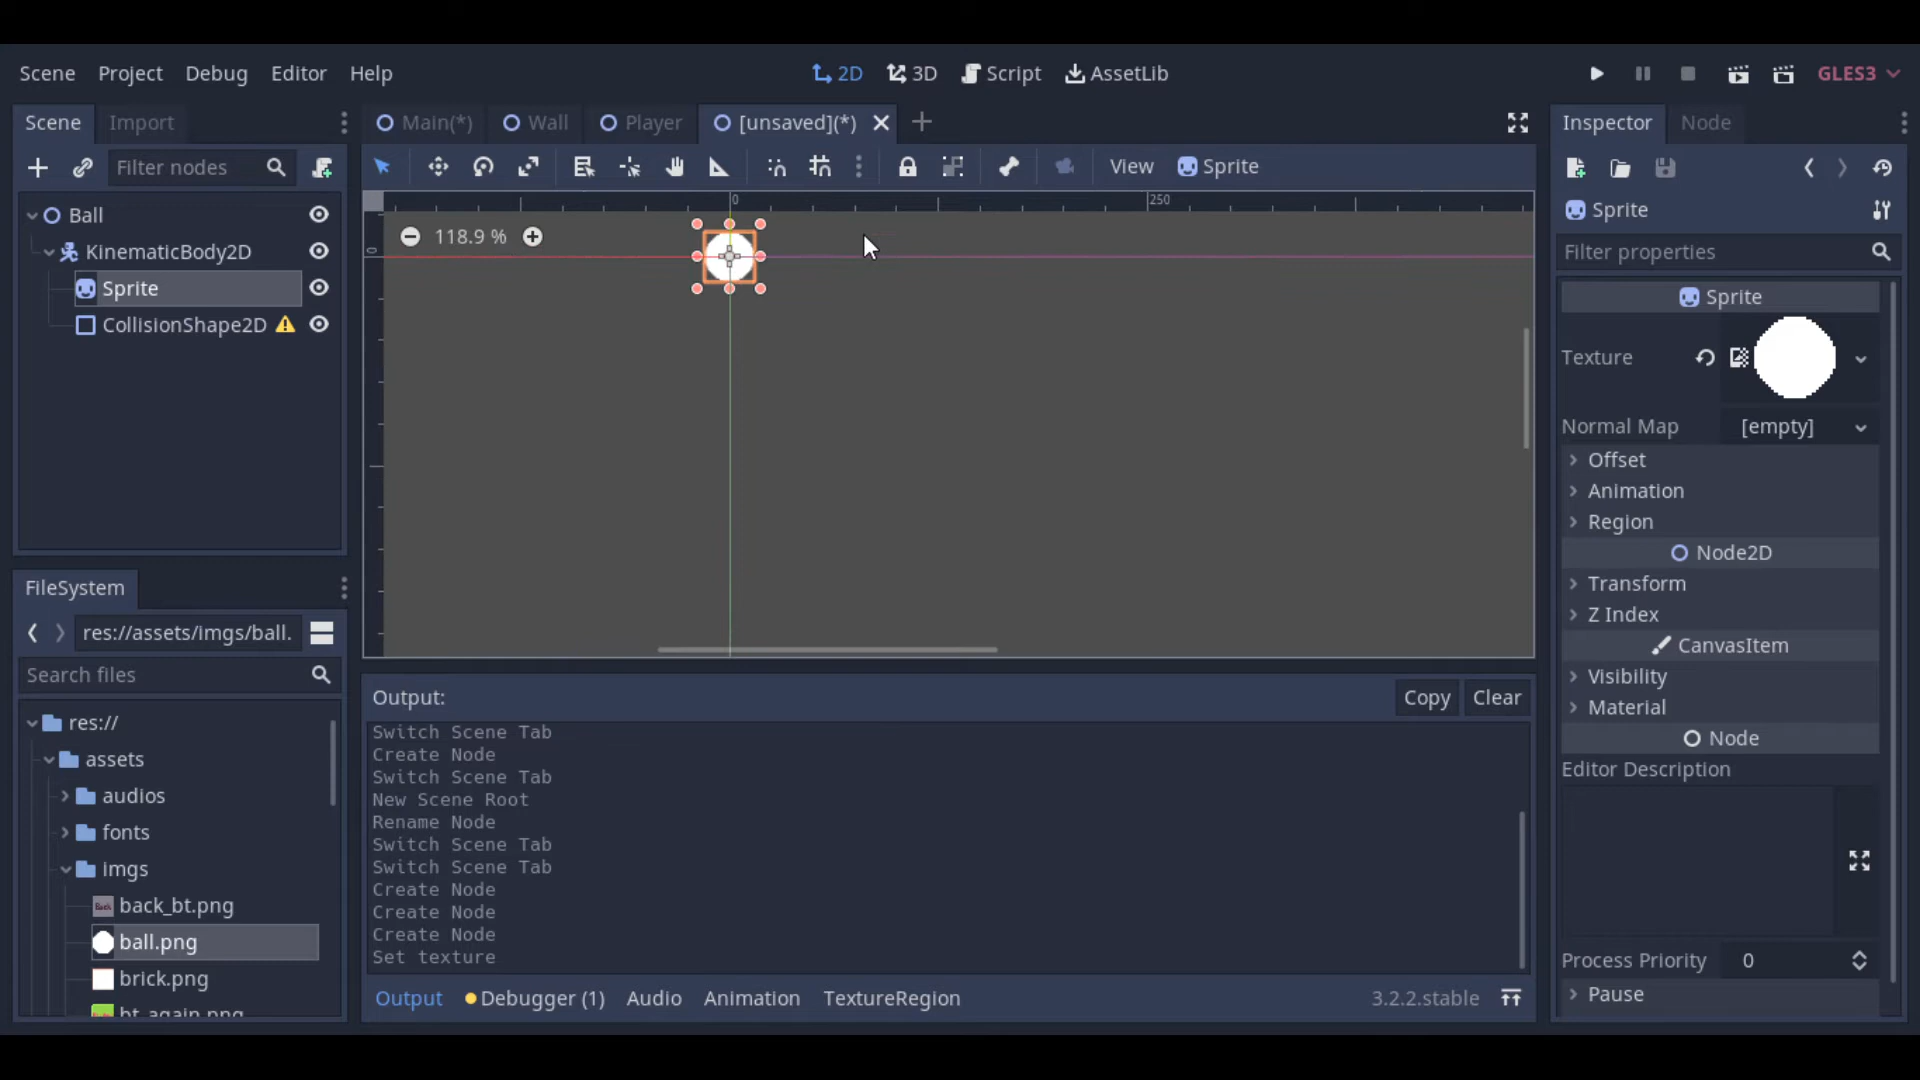 Scene Project Debug Editor Help
2D 3D Script AssetLib
GLES3
Scene Import
Main(*) Wall Player [unsaved](*)
Inspector Node
Filter nodes
View Sprite
Sprite
Filter properties
Ball
KinematicBody2D
Sprite
CollisionShape2D
0 250
0
118.9 %
Sprite
Texture
Normal Map [empty]
Offset
Animation
Region
Node2D
Transform
Z Index
CanvasItem
Visibility
Material
Node
Editor Description
Process Priority 0
Pause
FileSystem
res://assets/imgs/ball.
Search files
res://
assets
audios
fonts
imgs
back_bt.png
ball.png
brick.png
bt_again.png
Output:
Copy Clear
Switch Scene Tab
Create Node
Switch Scene Tab
New Scene Root
Rename Node
Switch Scene Tab
Switch Scene Tab
Create Node
Create Node
Create Node
Set texture
Output Debugger (1) Audio Animation TextureRegion
3.2.2.stable